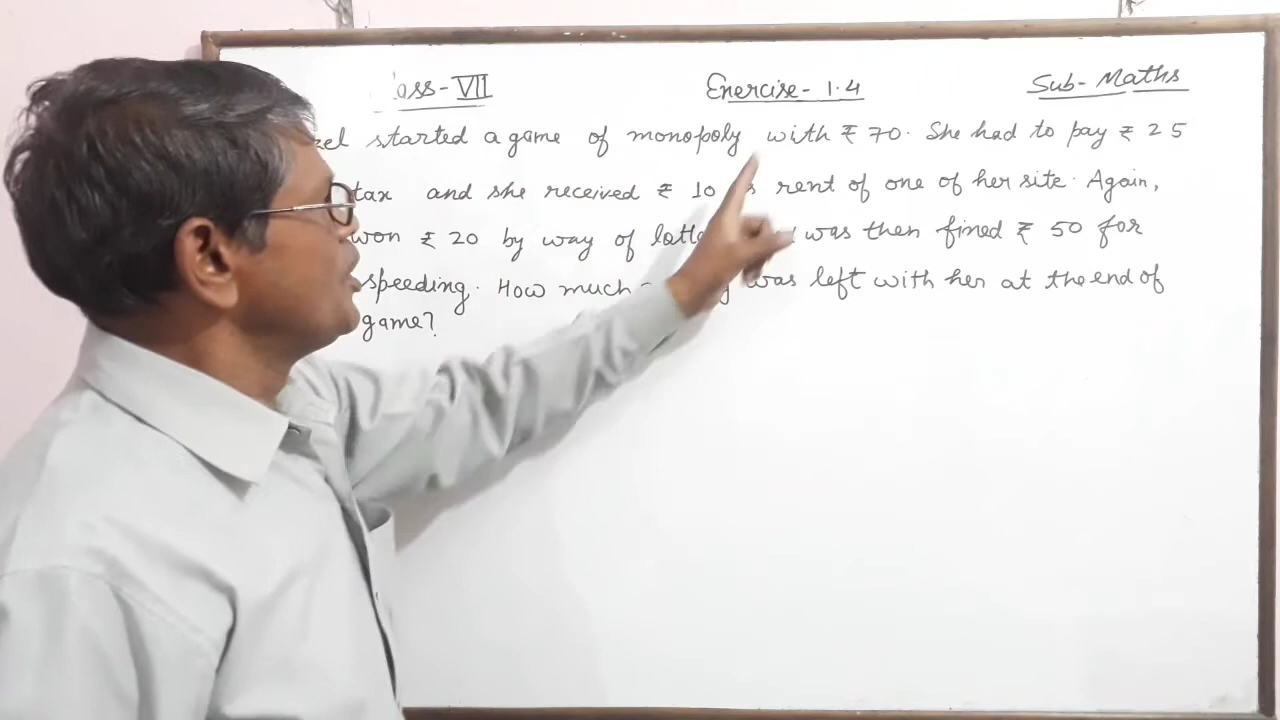 ass- VII Exercise- 1.4 Sub- Maths
zel started a game of monopoly with ₹ 70. She had to pay ₹ 25
tax and she received ₹ 10 rent of one of her site. Again,
won ₹ 20 by way of was then fined ₹ 50 for
speeding. How much was left with her at the end of
game?